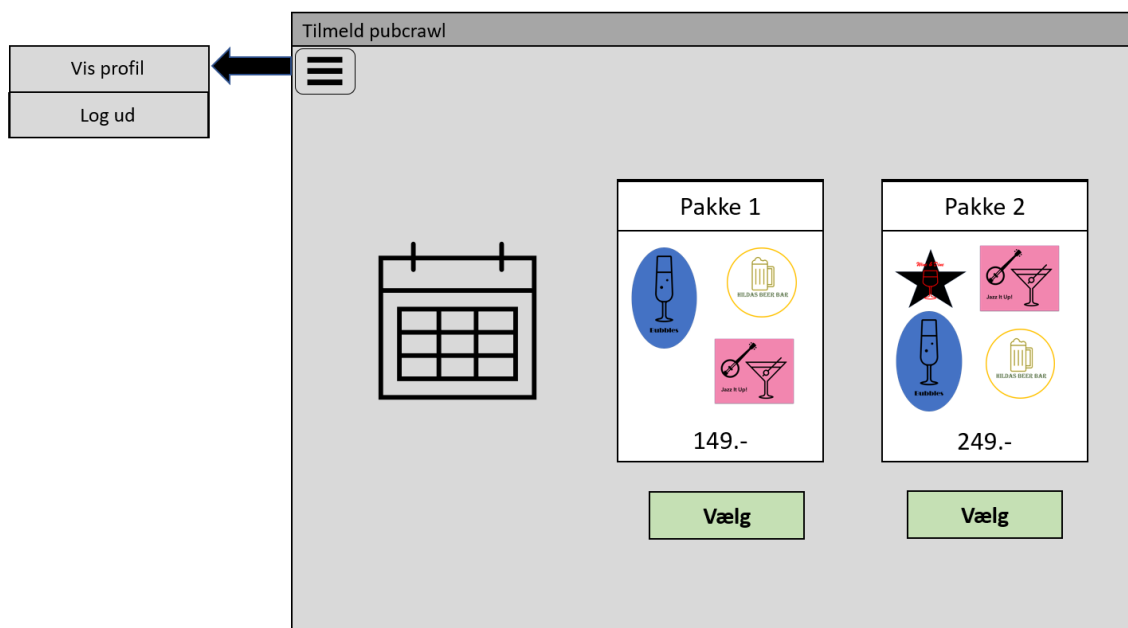 Tilmeld pubcrawl
Vis profil
Log ud
Pakke 1
Bubbles
HILDAS BEER BAR
Jazz It Up!
149.-
Vælg
Pakke 2
Jazz It Up!
Bubbles
HILDAS BEER BAR
249.-
Vælg